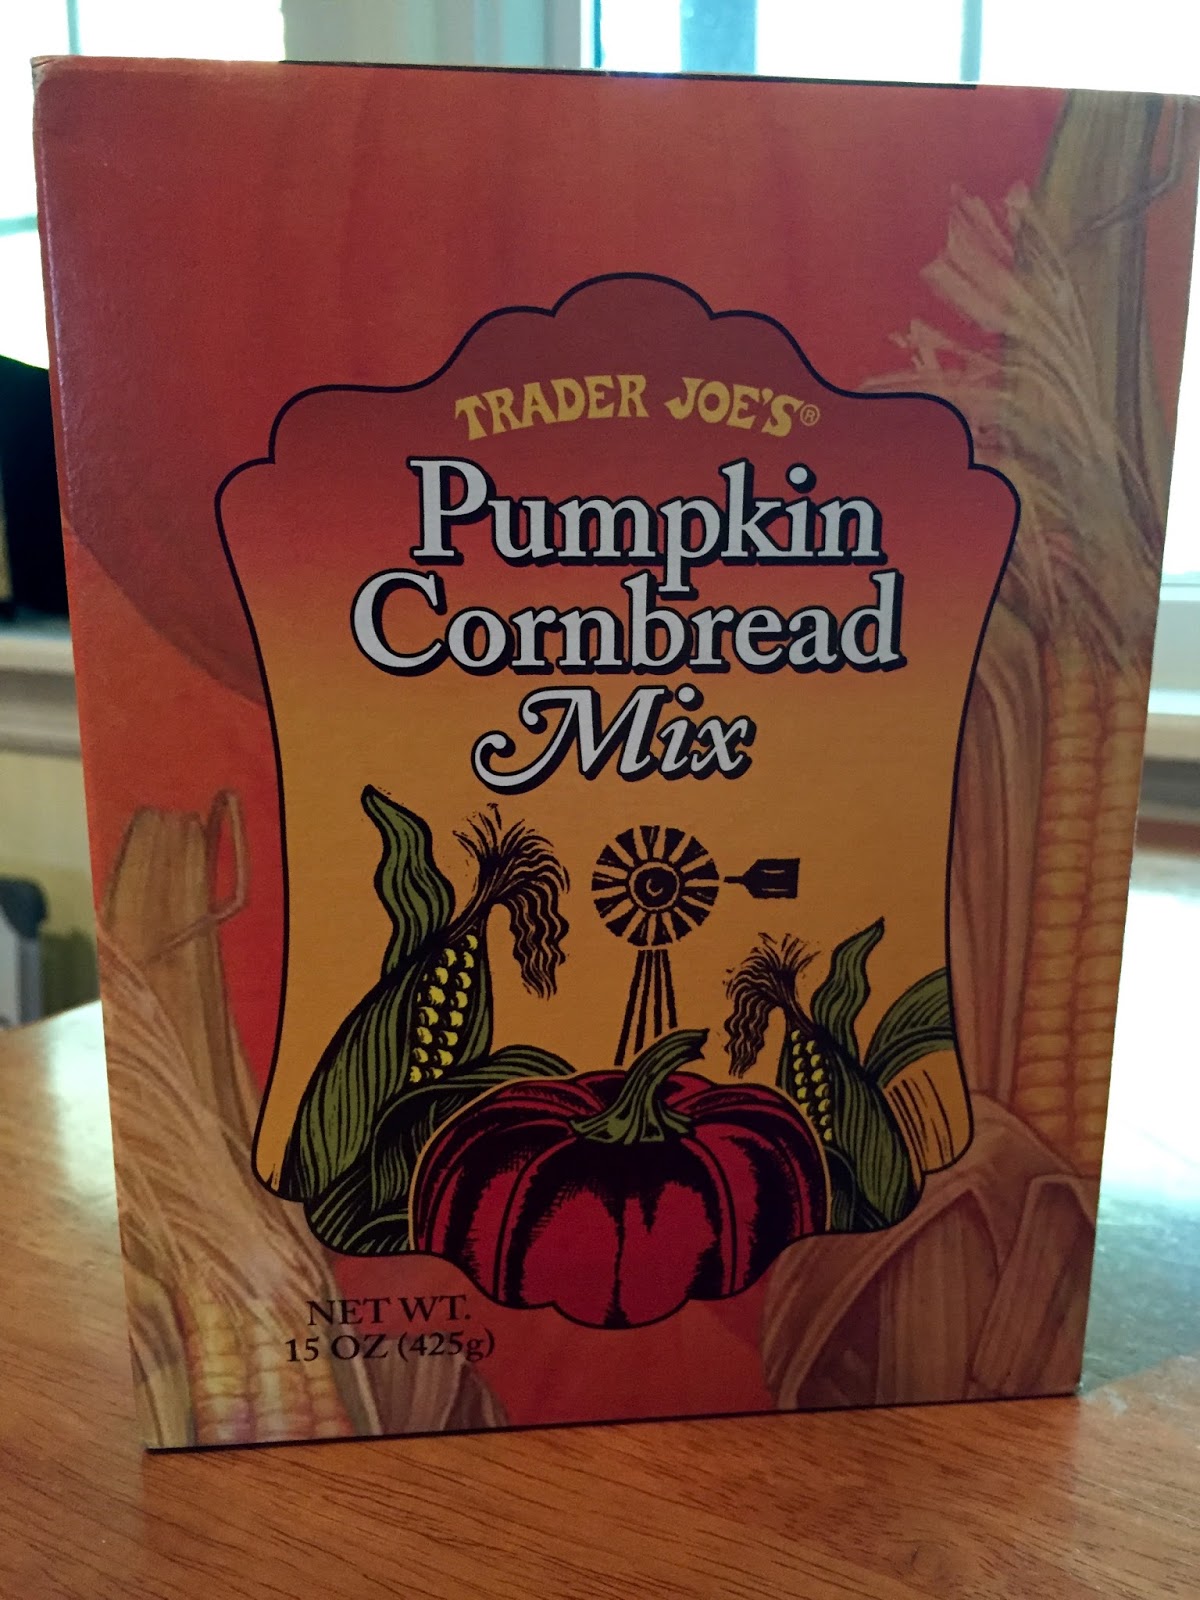 TRADER JOE'S®
Pumpkin
Cornbread
Mix
NET WT.
15 OZ (425g)